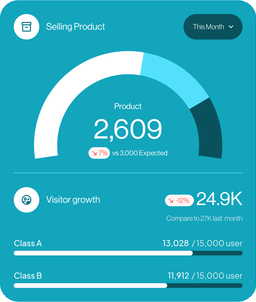 Selling Product
This Month
Product
2,609
7% vs 3.000 Expected
Visitor growth
-12% 24.9K
Compare to 27K last month
Class A 13,028 / 15,000 user
Class B 11,912 / 15,000 user